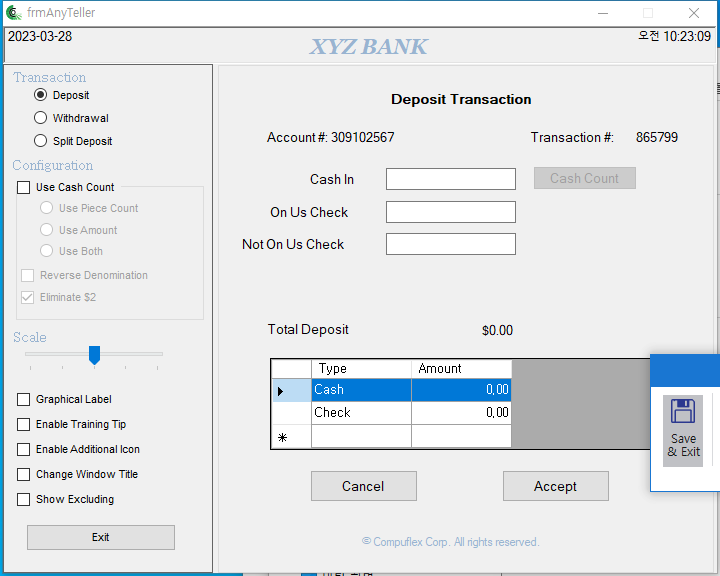 frmAnyTeller
2023-03-28
XYZ BANK
오전 10:23:09
Transaction
Deposit
Withdrawal
Split Deposit
Configuration
Use Cash Count
Use Piece Count
Use Amount
Use Both
Reverse Denomination
Eliminate $2
Scale
Graphical Label
Enable Training Tip
Enable Additional Icon
Change Window Title
Show Excluding
Exit
Deposit Transaction
Account #: 309102567 Transaction #: 865799
Cash In Cash Count
On Us Check
Not On Us Check
Total Deposit $0.00
Type Amount
Cash 0,00
Check 0,00
Cancel Accept
© Compuflex Corp. All rights reserved.
Save
& Exit